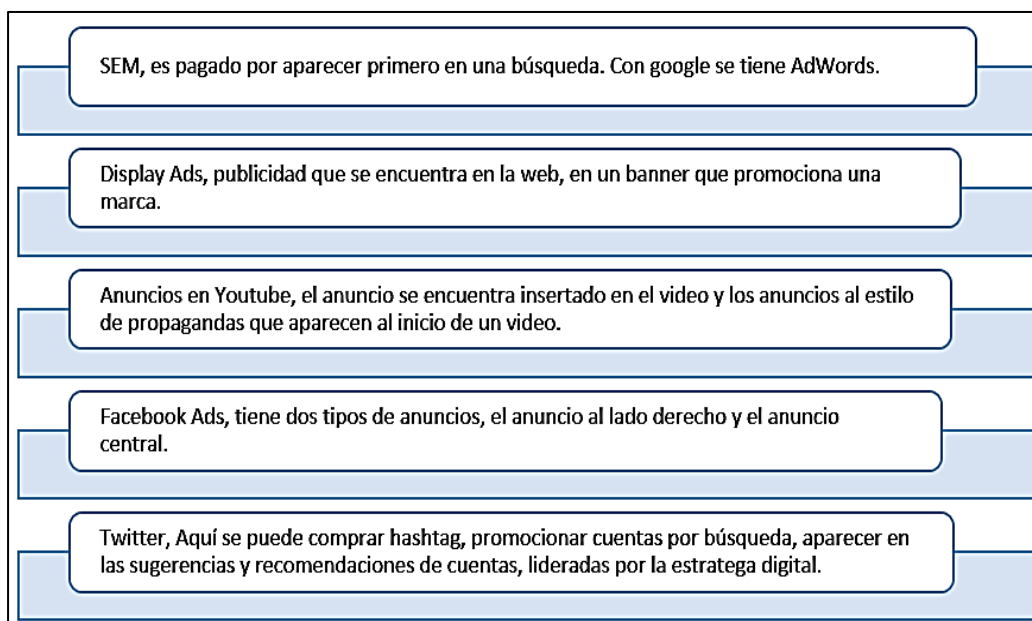 SEM, es pagado por aparecer primero en una búsqueda. Con google se tiene AdWords.
Display Ads, publicidad que se encuentra en la web, en un banner que promociona una
marca.
Anuncios en Youtube, el anuncio se encuentra insertado en el video y los anuncios al estilo
de propagandas que aparecen al inicio de un video.
Facebook Ads, tiene dos tipos de anuncios, el anuncio al lado derecho y el anuncio
central.
Twitter, Aquí se puede comprar hashtag, promocionar cuentas por búsqueda, aparecer en
las sugerencias y recomendaciones de cuentas, lideradas por la estratega digital.